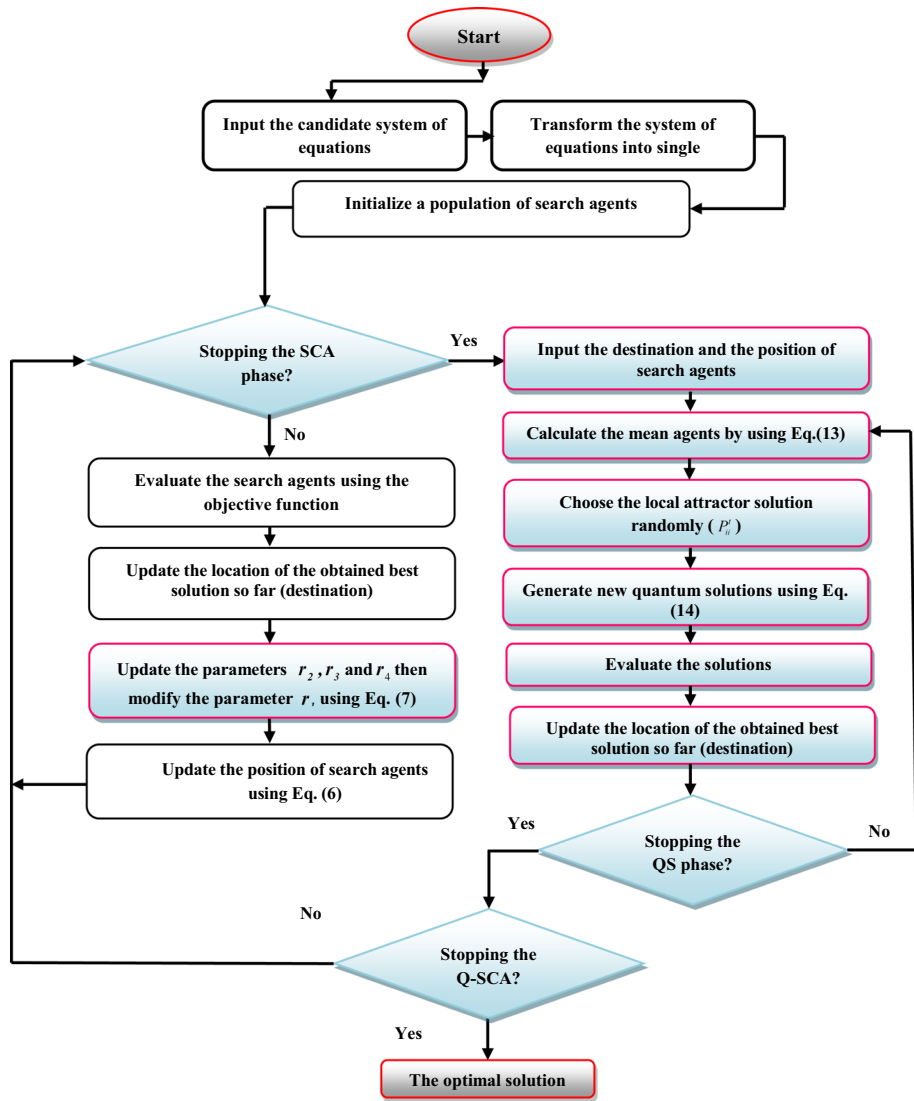 Start
Input the candidate system of
equations
Transform the system of
equations into single
Initialize a population of search agents
Stopping the SCA
phase?
Yes
No
Evaluate the search agents using the
objective function
Update the location of the obtained best
solution so far (destination)
Update the parameters r₂ , r₃ and r₄ then
modify the parameter r, using Eq. (7)
Update the position of search agents
using Eq. (6)
Input the destination and the position of
search agents
Calculate the mean agents by using Eq.(13)
Choose the local attractor solution
randomly ( )
Generate new quantum solutions using Eq.
(14)
Evaluate the solutions
Update the location of the obtained best
solution so far (destination)
Stopping the
QS phase?
Yes
No
Stopping the
Q-SCA?
No
Yes
The optimal solution